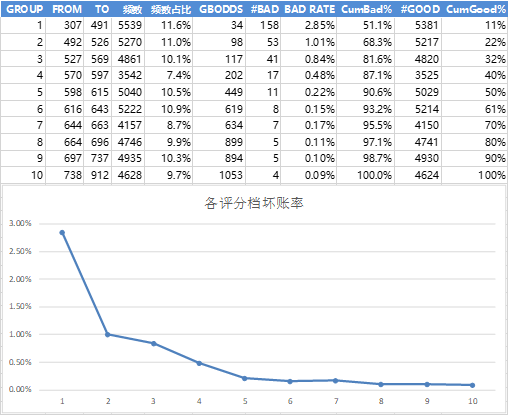 GROUP FROM TO 频数 频数占比 GBODDS #BAD BAD RATE CumBad% #GOOD CumGood%
1 307 491 5539 11.6% 34 158 2.85% 51.1% 5381 11%
2 492 526 5270 11.0% 98 53 1.01% 68.3% 5217 22%
3 527 569 4861 10.1% 117 41 0.84% 81.6% 4820 32%
4 570 597 3542 7.4% 202 17 0.48% 87.1% 3525 40%
5 598 615 5040 10.5% 449 11 0.22% 90.6% 5029 50%
6 616 643 5222 10.9% 619 8 0.15% 93.2% 5214 61%
7 644 663 4157 8.7% 634 7 0.17% 95.5% 4150 70%
8 664 696 4746 9.9% 899 5 0.11% 97.1% 4741 80%
9 697 737 4935 10.3% 894 5 0.10% 98.7% 4930 90%
10 738 912 4628 9.7% 1053 4 0.09% 100.0% 4624 100%
各评分档坏账率
3.00%
2.50%
2.00%
1.50%
1.00%
0.50%
0.00%
1 2 3 4 5 6 7 8 9 10